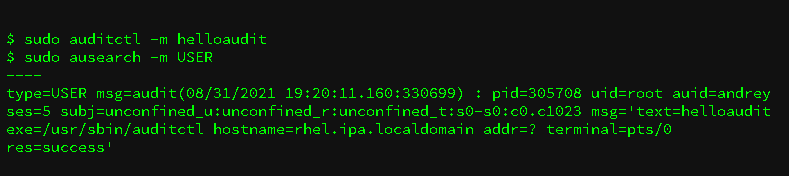 $ sudo auditctl -m helloaudit
$ sudo ausearch -m USER
----
type=USER msg=audit(08/31/2021 19:20:11.160:330699) : pid=305708 uid=root auid=andrey
ses=5 subj=unconfined_u:unconfined_r:unconfined_t:s0-s0:c0.c1023 msg='text=helloaudit
exe=/usr/sbin/auditctl hostname=rhel.ipa.localdomain addr=? terminal=pts/0
res=success'